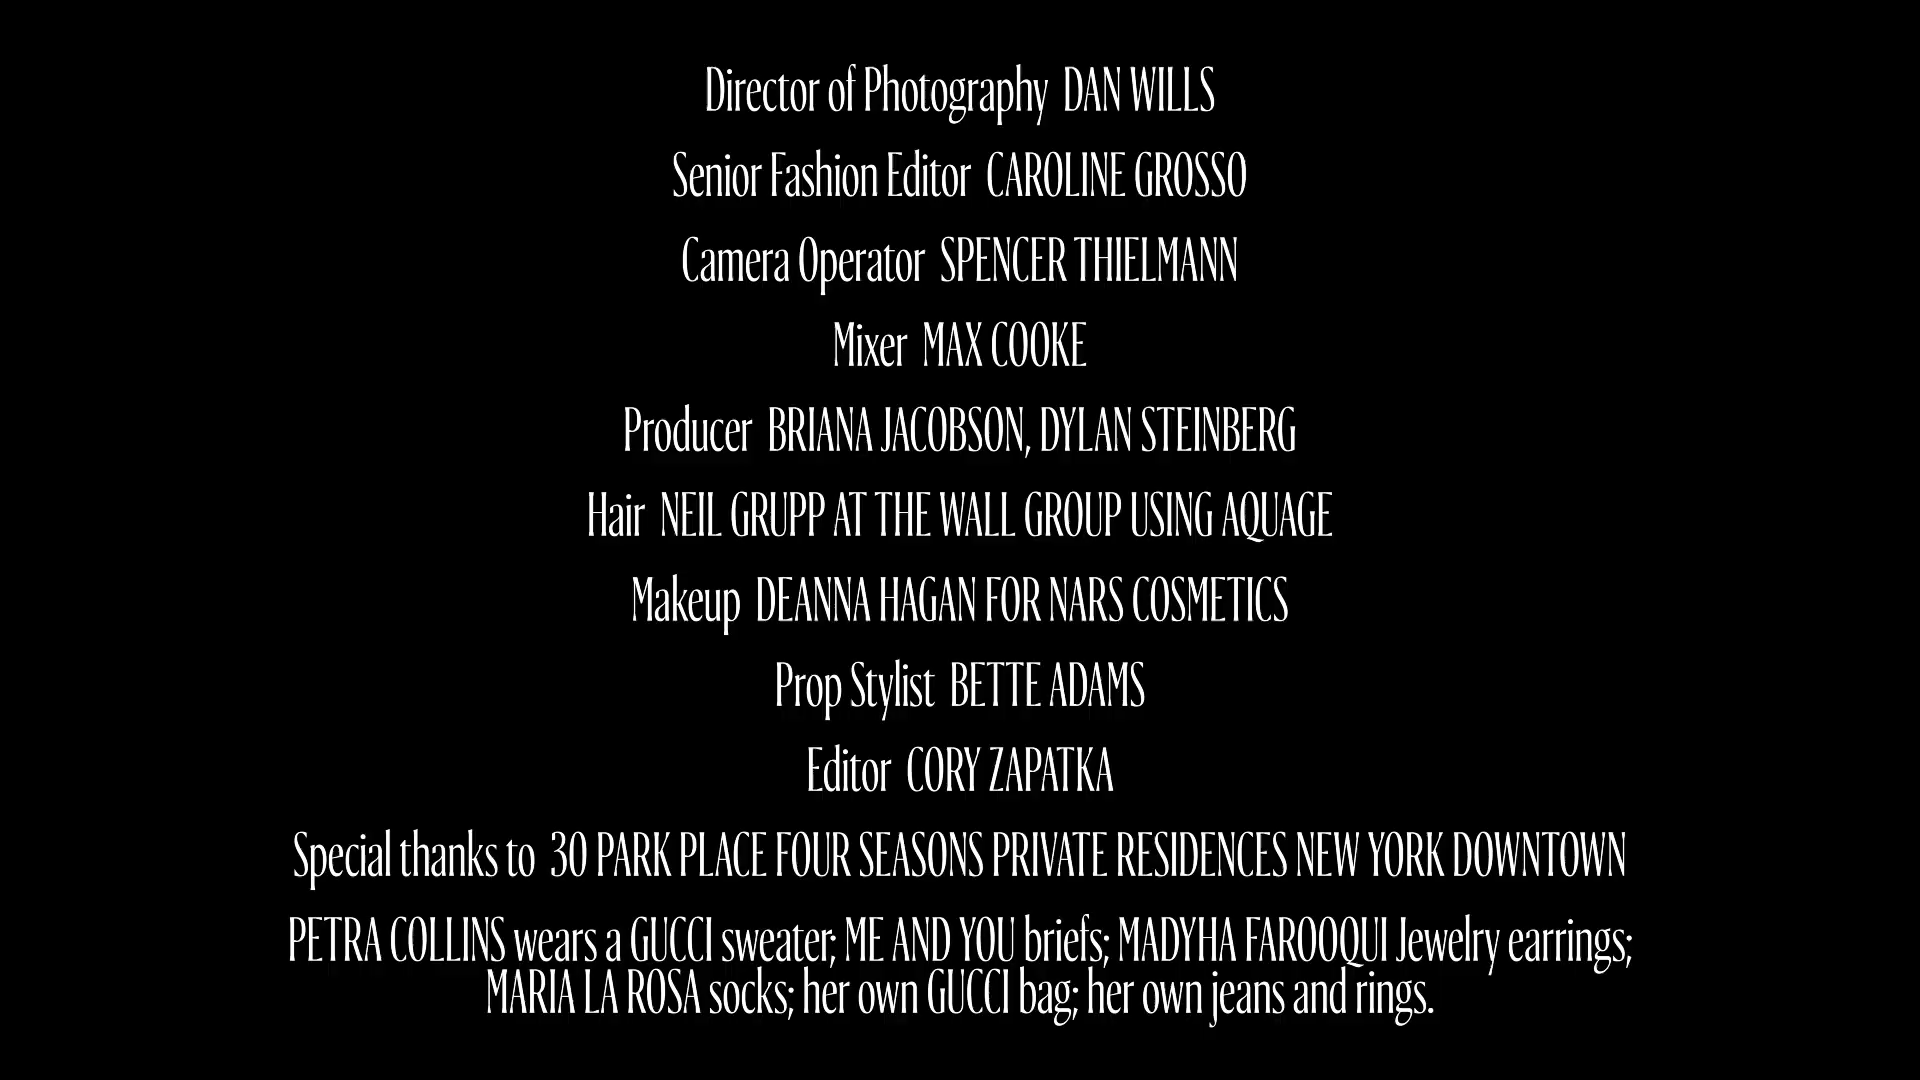 Director of Photography DAN WILLS
Senior Fashion Editor CAROLINE GROSSO
Camera Operator SPENCER THIELMANN
Mixer MAX COOKE
Producer BRIANA JACOBSON, DYLAN STEINBERG
Hair NEIL GRUPP AT THE WALL GROUP USING AQUAGE
Makeup DEANNA HAGAN FOR NARS COSMETICS
Prop Stylist BETTE ADAMS
Editor CORY ZAPATKA
Special thanks to 30 PARK PLACE FOUR SEASONS PRIVATE RESIDENCES NEW YORK DOWNTOWN
PETRA COLLINS wears a GUCCI sweater; ME AND YOU briefs; MADYHA FAROOQUI Jewelry earrings;
MARIA LA ROSA socks; her own GUCCI bag; her own jeans and rings.